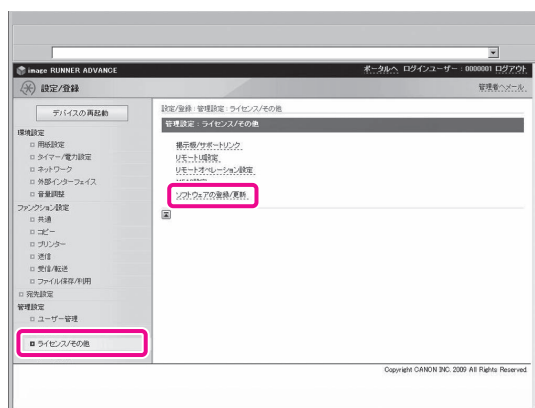 image RUNNER ADVANCE
ポータルへ ログインユーザー : 0000001 ログアウト
設定/登録
管理者へメール
デバイスの再起動
環境設定
用紙設定
タイマー/電力設定
ネットワーク
外部インターフェイス
音量調整
ファンクション設定
共通
コピー
プリンター
送信
受信/転送
ファイル保存/利用
宛先設定
管理設定
ユーザー管理
ライセンス/その他
設定/登録 : 管理設定 : ライセンス/その他
管理設定 : ライセンス/その他
掲示板/サポートリンク
リモートUI設定
リモートオペレーション設定
ソフトウェアの登録/更新
Copyright CANON INC. 2009 All Rights Reserved